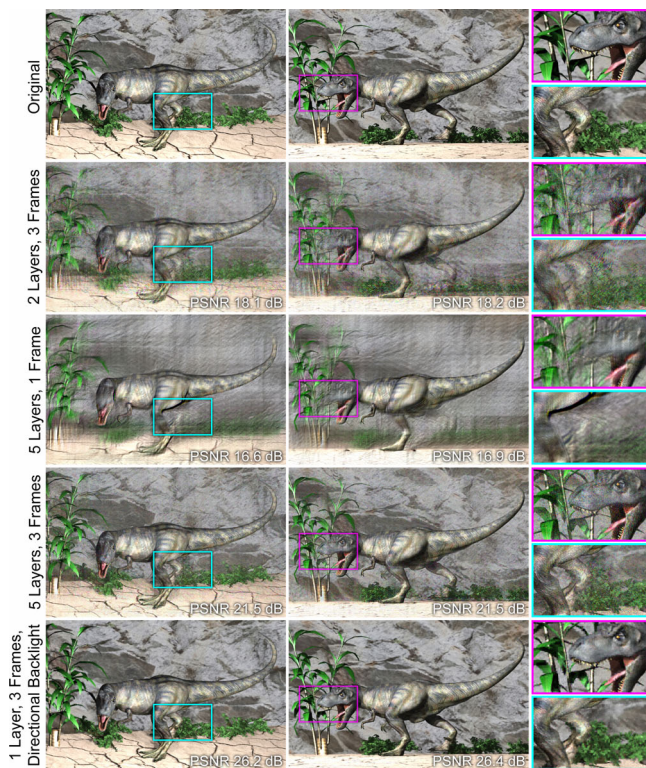 Original
2 Layers, 3 Frames
PSNR 18.1 dB
PSNR 18.2 dB
5 Layers, 1 Frame
PSNR 16.6 dB
PSNR 16.9 dB
5 Layers, 3 Frames
PSNR 21.5 dB
PSNR 21.5 dB
1 Layer, 3 Frames,
Directional Backlight
PSNR 26.2 dB
PSNR 26.4 dB